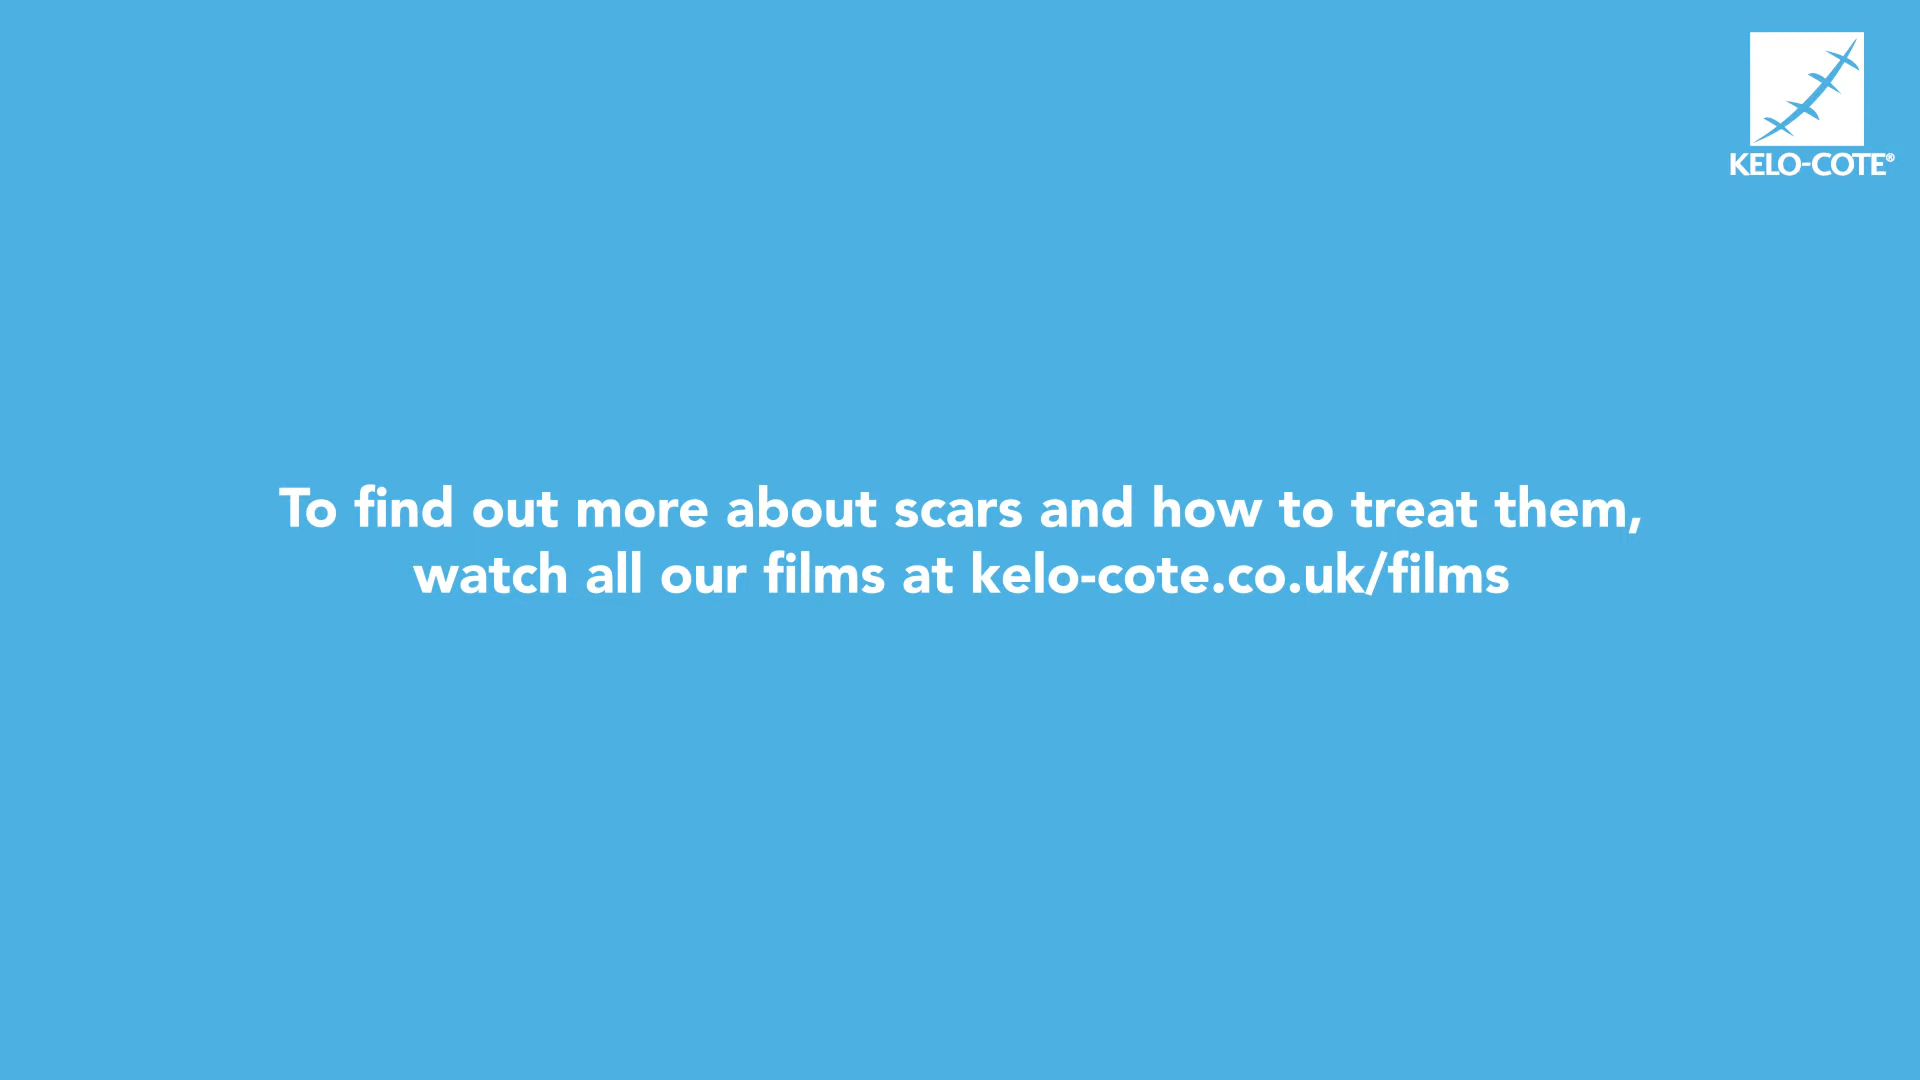 KELO-COTE®
To find out more about scars and how to treat them,
watch all our films at kelo-cote.co.uk/films